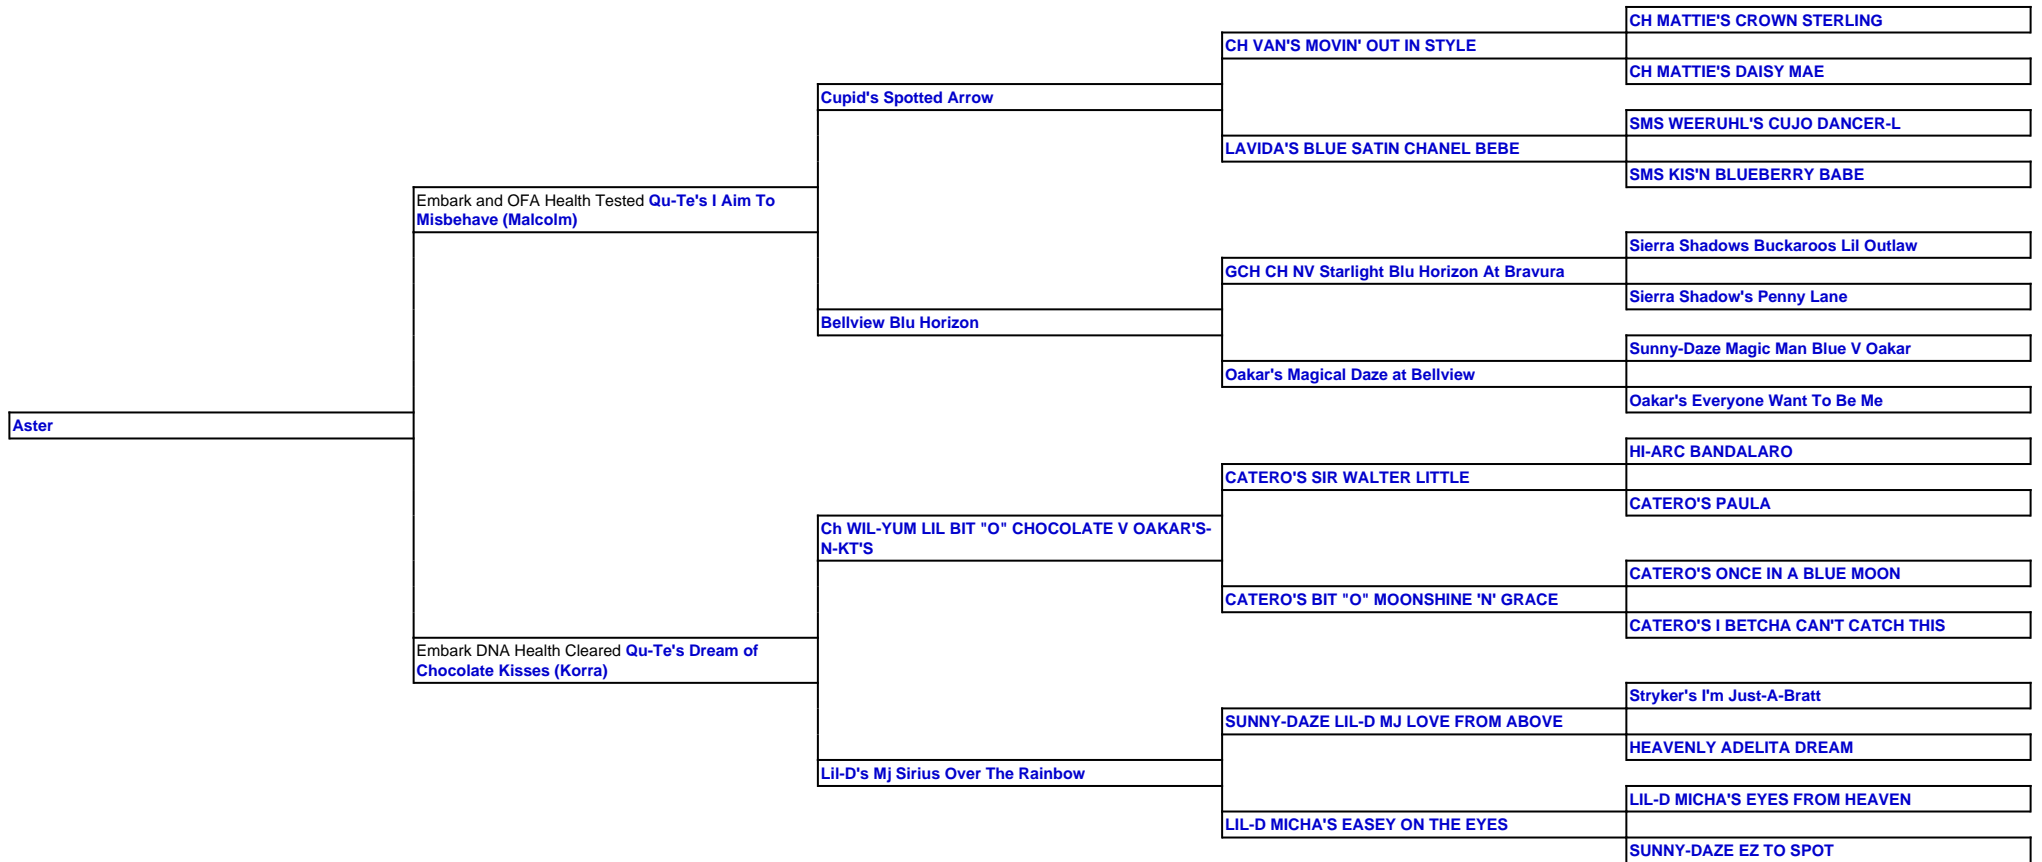 CH MATTIE'S CROWN STERLING
CH VAN'S MOVIN' OUT IN STYLE
CH MATTIE'S DAISY MAE
Cupid's Spotted Arrow
SMS WEERUHL'S CUJO DANCER-L
LAVIDA'S BLUE SATIN CHANEL BEBE
SMS KIS'N BLUEBERRY BABE
Embark and OFA Health Tested Qu-Te's I Aim To
Misbehave (Malcolm)
Sierra Shadows Buckaroos Lil Outlaw
GCH CH NV Starlight Blu Horizon At Bravura
Sierra Shadow's Penny Lane
Bellview Blu Horizon
Sunny-Daze Magic Man Blue V Oakar
Oakar's Magical Daze at Bellview
Oakar's Everyone Want To Be Me
Aster
HI-ARC BANDALARO
CATERO'S SIR WALTER LITTLE
CATERO'S PAULA
Ch WIL-YUM LIL BIT "O" CHOCOLATE V OAKAR'S-
N-KT'S
CATERO'S ONCE IN A BLUE MOON
CATERO'S BIT "O" MOONSHINE 'N' GRACE
CATERO'S I BETCHA CAN'T CATCH THIS
Embark DNA Health Cleared Qu-Te's Dream of
Chocolate Kisses (Korra)
Stryker's I'm Just-A-Bratt
SUNNY-DAZE LIL-D MJ LOVE FROM ABOVE
HEAVENLY ADELITA DREAM
Lil-D's Mj Sirius Over The Rainbow
LIL-D MICHA'S EYES FROM HEAVEN
LIL-D MICHA'S EASEY ON THE EYES
SUNNY-DAZE EZ TO SPOT